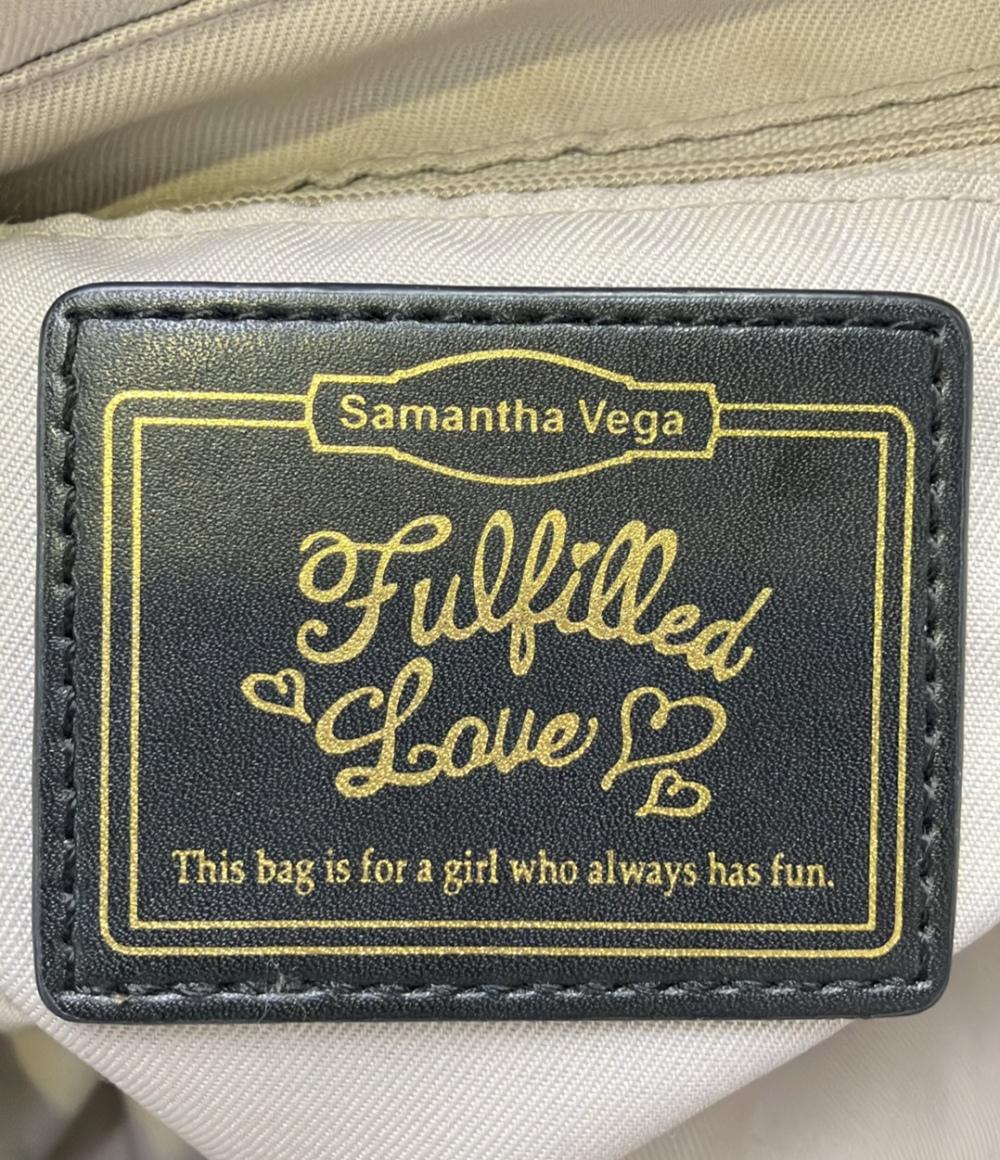 Samantha Vega
Fulfilled
Love
This bag is for a girl who always has fun.